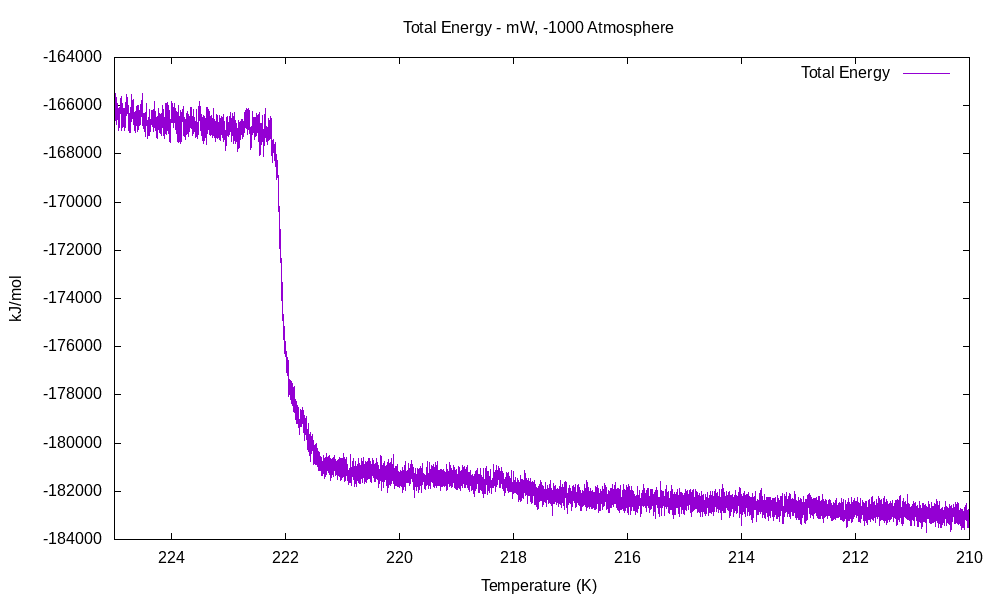 Total Energy - mW, -1000 Atmosphere
Total Energy
-164000
-166000
-168000
-170000
-172000
-174000
-176000
-178000
-180000
-182000
-184000
kJ/mol
224 222 220 218 216 214 212 210
Temperature (K)